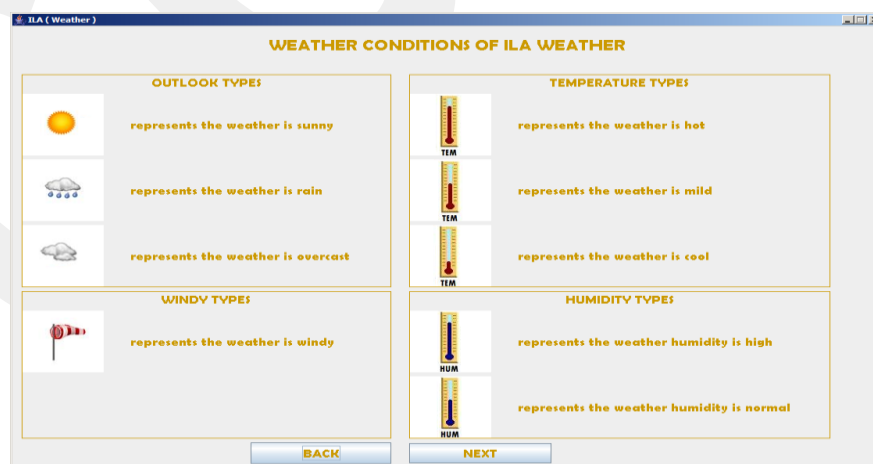 ILA ( Weather )
WEATHER CONDITIONS OF ILA WEATHER
OUTLOOK TYPES
represents the weather is sunny
represents the weather is rain
represents the weather is overcast
TEMPERATURE TYPES
TEM
represents the weather is hot
TEM
represents the weather is mild
TEM
represents the weather is cool
WINDY TYPES
represents the weather is windy
HUMIDITY TYPES
HUM
represents the weather humidity is high
HUM
represents the weather humidity is normal
BACK
NEXT